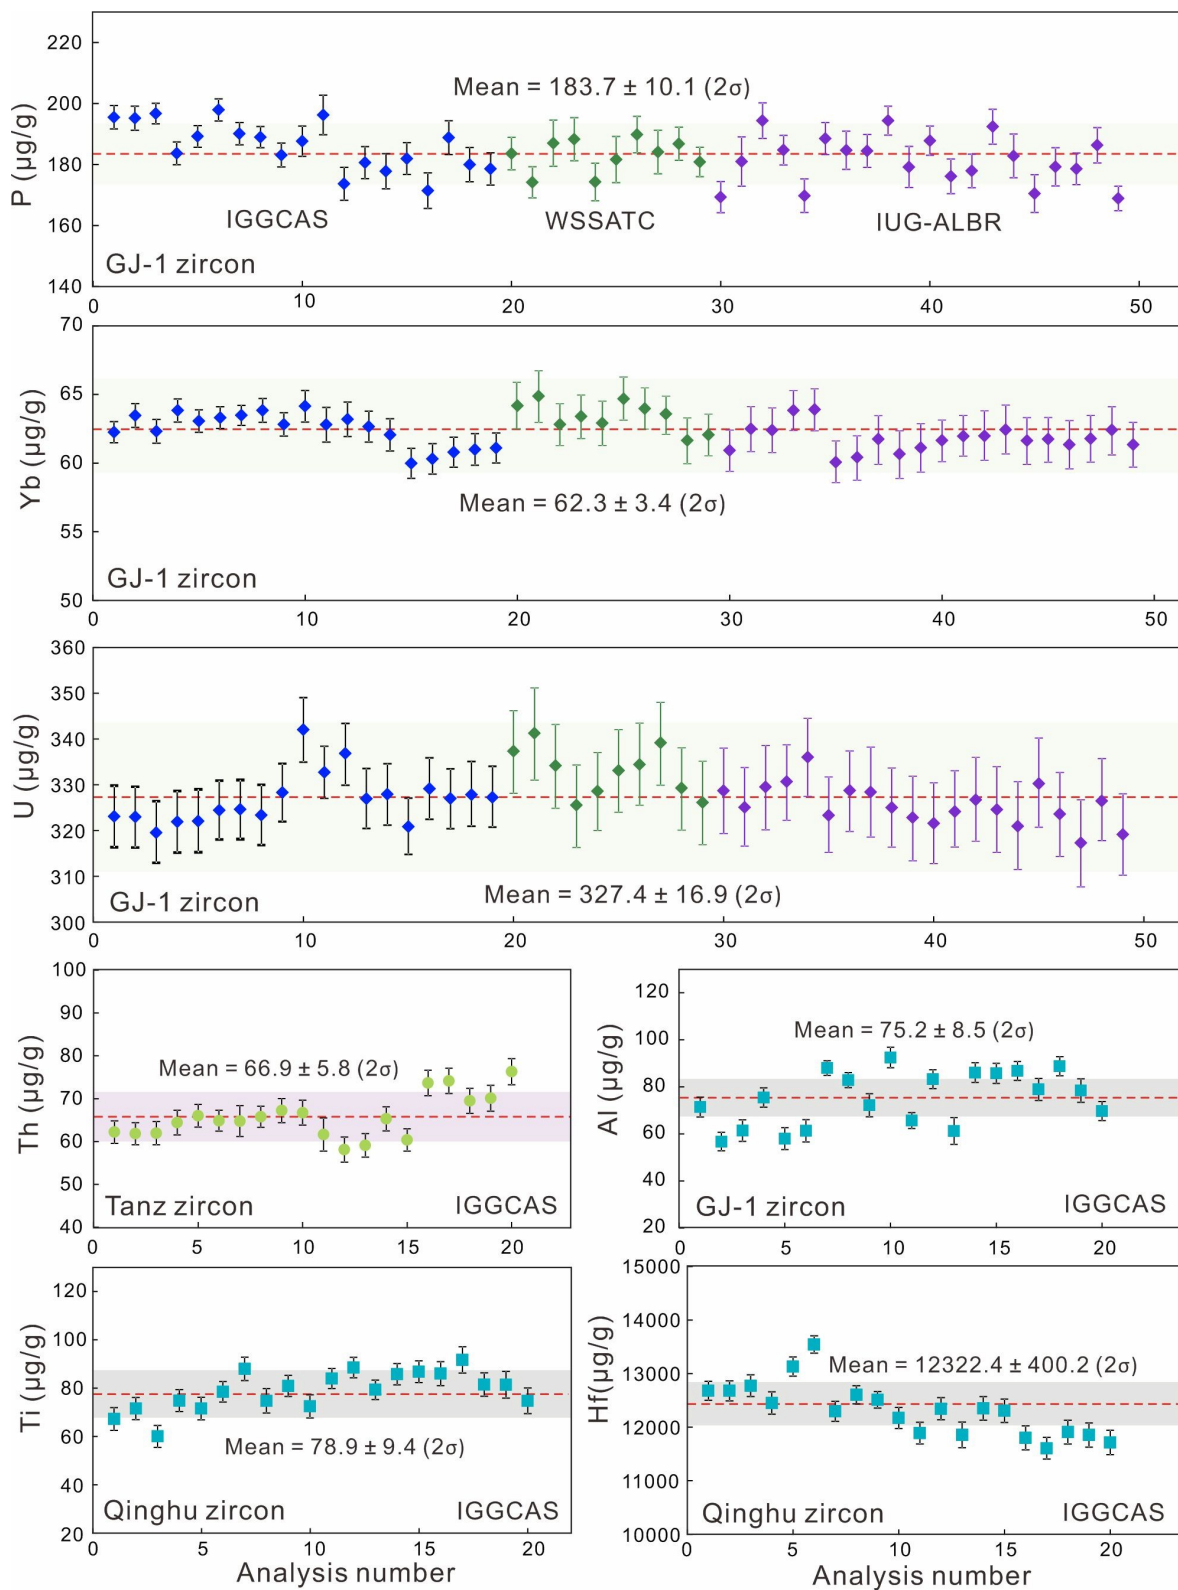 220
200
180
160
140
P (μg/g)
Mean = 183.7 ± 10.1 (2σ)
IGGCAS
WSSATC
IUG-ALBR
GJ-1 zircon
0 10 20 30 40 50
70
65
60
55
50
Yb (μg/g)
Mean = 62.3 ± 3.4 (2σ)
GJ-1 zircon
0 10 20 30 40 50
360
350
340
330
320
310
300
U (μg/g)
GJ-1 zircon
Mean = 327.4 ± 16.9 (2σ)
0 10 20 30 40 50
100
90
80
70
60
50
40
Th (μg/g)
Mean = 66.9 ± 5.8 (2σ)
Tanz zircon
IGGCAS
0 5 10 15 20
120
100
80
60
40
20
Al (μg/g)
Mean = 75.2 ± 8.5 (2σ)
GJ-1 zircon
IGGCAS
0 5 10 15 20
120
100
80
60
40
20
Ti (μg/g)
Mean = 78.9 ± 9.4 (2σ)
Qinghu zircon
IGGCAS
0 5 10 15 20
Analysis number
15000
14000
13000
12000
11000
10000
Hf(μg/g)
Mean = 12322.4 ± 400.2 (2σ)
Qinghu zircon
IGGCAS
0 5 10 15 20
Analysis number